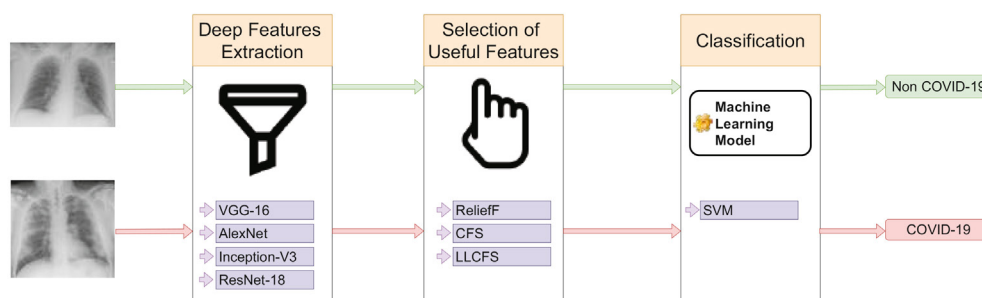 Deep Features
Extraction
Selection of
Useful Features
Classification
Non COVID-19
Machine
Learning
Model
VGG-16
AlexNet
Inception-V3
ResNet-18
ReliefF
CFS
LLCFS
SVM
COVID-19